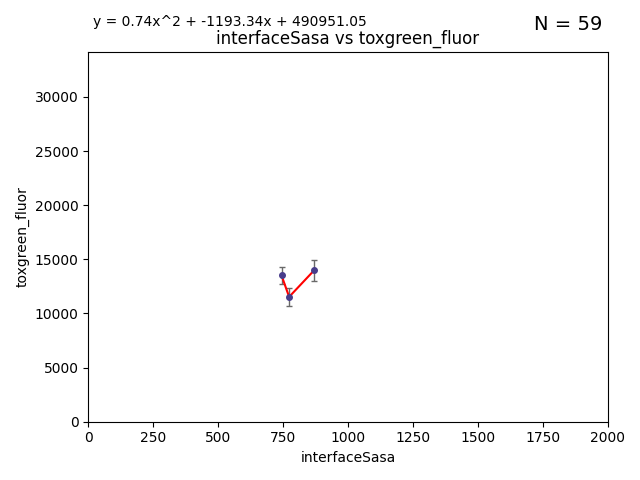 y = 0.74x^2 + -1193.34x + 490951.05
N = 59
interfaceSasa vs toxgreen_fluor
30000
25000
20000
15000
10000
5000
0
toxgreen_fluor
0 250 500 750 1000 1250 1500 1750 2000
interfaceSasa